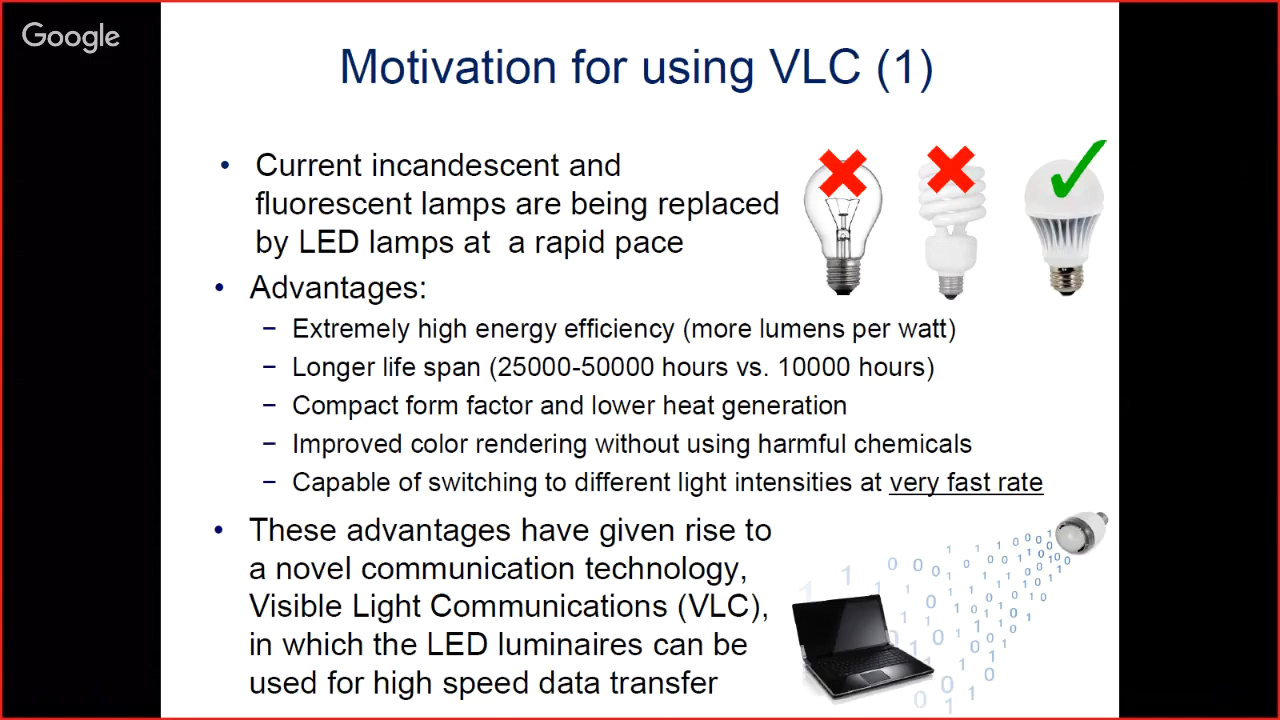 Google
Motivation for using VLC (1)
• Current incandescent and
fluorescent lamps are being replaced
by LED lamps at a rapid pace
• Advantages:
− Extremely high energy efficiency (more lumens per watt)
− Longer life span (25000-50000 hours vs. 10000 hours)
− Compact form factor and lower heat generation
− Improved color rendering without using harmful chemicals
− Capable of switching to different light intensities at very fast rate
• These advantages have given rise to
a novel communication technology,
Visible Light Communications (VLC),
in which the LED luminaires can be
used for high speed data transfer